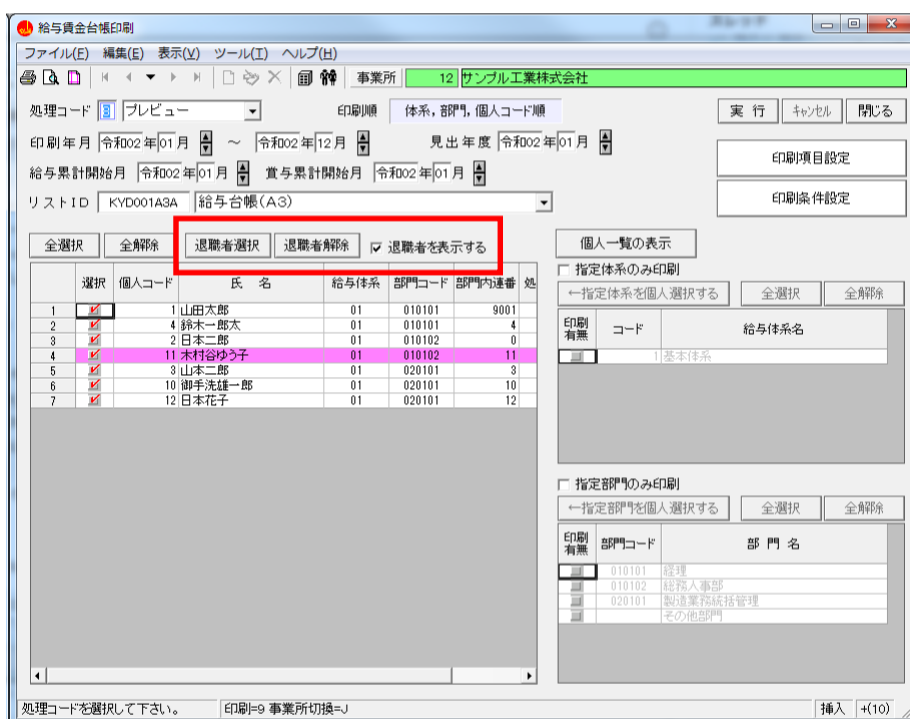 給与賃金台帳印刷
ファイル(F) 編集(E) 表示(V) ツール(T) ヘルプ(H)
事業所 12 サンプル工業株式会社
処理コード 8 プレビュー 印刷順 体系,部門,個人コード順 実 行 キャンセル 閉じる
印刷年月 令和02年01月 ～ 令和02年12月 見出年度 令和02年01月 印刷項目設定
給与累計開始月 令和02年01月 賞与累計開始月 令和02年01月
リストID KYD001A3A 給与台帳(A3) 印刷条件設定
全選択 全解除 退職者選択 退職者解除 退職者を表示する 個人一覧の表示
指定体系のみ印刷
←指定体系を個人選択する 全選択 全解除
選択 個人コード 氏 名 給与体系 部門コード 部門内連番 処
1 1 山田太郎 01 010101 9001
2 4 鈴木一郎太 01 010101 4
3 2 日本二郎 01 010102 0
4 11 木村谷ゆう子 01 010102 11
5 3 山本二郎 01 020101 3
6 10 御手洗雄一郎 01 020101 10
7 12 日本花子 01 020101 12
印刷有無 コード 給与体系名
1 基本体系
指定部門のみ印刷
←指定部門を個人選択する 全選択 全解除
印刷有無 部門コード 部 門 名
010101 経理
010102 総務人事部
020101 製造業務統括管理
その他部門
処理コードを選択して下さい。 印刷=9 事業所切換=J 挿入 +(10)